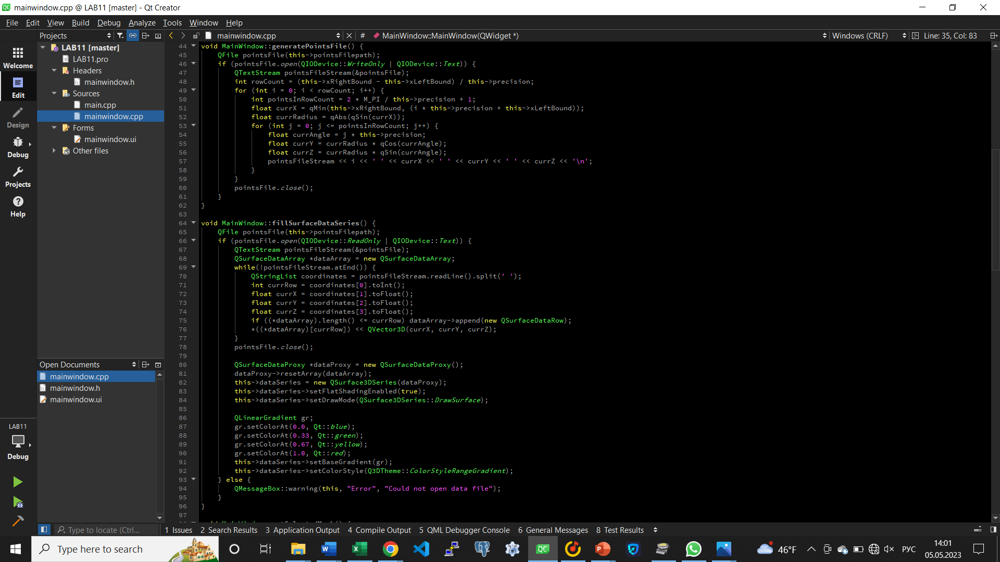 mainwindow.cpp @ LAB11 [master] - Qt Creator
File Edit View Build Debug Analyze Tools Window Help
Projects
mainwindow.cpp
# MainWindow::MainWindow(QWidget *)
Windows (CRLF)
Line: 35, Col: 83
Welcome
Edit
Design
Debug
Projects
Help
LAB11 [master]
LAB11.pro
Headers
mainwindow.h
Sources
main.cpp
mainwindow.cpp
Forms
mainwindow.ui
Other files
Open Documents
mainwindow.cpp
mainwindow.h
mainwindow.ui
LAB11
Debug
44 void MainWindow::generatePointsFile() {
45 QFile pointsFile(this->pointsFilepath);
46 if (pointsFile.open(QIODevice::WriteOnly | QIODevice::Text)) {
47 QTextStream pointsFileStream(&pointsFile);
48 int rowCount = (this->xRightBound - this->xLeftBound) / this->precision;
49 for (int i = 0; i < rowCount; i++) {
50 int pointsInRowCount = 2 * M_PI / this->precision + 1;
51 float currX = qMin(this->xRightBound, (i * this->precision + this->xLeftBound));
52 float currRadius = qAbs(qSin(currX));
53 for (int j = 0; j <= pointsInRowCount; j++) {
54 float currAngle = j * this->precision;
55 float currY = currRadius * qCos(currAngle);
56 float currZ = currRadius * qSin(currAngle);
57 pointsFileStream << i << ' ' << currX << ' ' << currY << ' ' << currZ << '\n';
58 }
59 }
60 pointsFile.close();
61 }
62 }
63
64 void MainWindow::fillSurfaceDataSeries() {
65 QFile pointsFile(this->pointsFilepath);
66 if (pointsFile.open(QIODevice::ReadOnly | QIODevice::Text)) {
67 QTextStream pointsFileStream(&pointsFile);
68 QSurfaceDataArray *dataArray = new QSurfaceDataArray;
69 while(!pointsFileStream.atEnd()) {
70 QStringList coordinates = pointsFileStream.readLine().split(' ');
71 int currRow = coordinates[0].toInt();
72 float currX = coordinates[1].toFloat();
73 float currY = coordinates[2].toFloat();
74 float currZ = coordinates[3].toFloat();
75 if ((*dataArray).length() <= currRow) dataArray->append(new QSurfaceDataRow);
76 *((*dataArray)[currRow]) << QVector3D(currX, currY, currZ);
77 }
78 pointsFile.close();
79
80 QSurfaceDataProxy *dataProxy = new QSurfaceDataProxy();
81 dataProxy->resetArray(dataArray);
82 this->dataSeries = new QSurface3DSeries(dataProxy);
83 this->dataSeries->setFlatShadingEnabled(true);
84 this->dataSeries->setDrawMode(QSurface3DSeries::DrawSurface);
85
86 QLinearGradient gr;
87 gr.setColorAt(0.0, Qt::blue);
88 gr.setColorAt(0.33, Qt::green);
89 gr.setColorAt(0.67, Qt::yellow);
90 gr.setColorAt(1.0, Qt::red);
91 this->dataSeries->setBaseGradient(gr);
92 this->dataSeries->setColorStyle(Q3DTheme::ColorStyleRangeGradient);
93 } else {
94 QMessageBox::warning(this, "Error", "Could not open data file");
95 }
96 }
97
Type to locate (Ctrl...
1 Issues 2 Search Results 3 Application Output 4 Compile Output 5 QML Debugger Console 6 General Messages 8 Test Results
Type here to search
46°F
РУС
14:01
05.05.2023